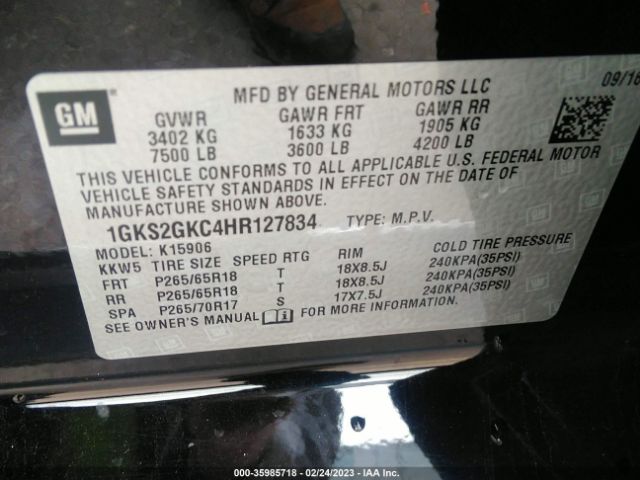 MFD BY GENERAL MOTORS LLC 09/16
GM
GVWR GAWR FRT GAWR RR
3402 KG 1633 KG 1905 KG
7500 LB 3600 LB 4200 LB
THIS VEHICLE CONFORMS TO ALL APPLICABLE U.S. FEDERAL MOTOR
VEHICLE SAFETY STANDARDS IN EFFECT ON THE DATE OF
MANUFACTURE SHOWN ABOVE.
1GKS2GKC4HR127834 TYPE: M.P.V.
MODEL: K15906
KKW5 TIRE SIZE SPEED RTG RIM COLD TIRE PRESSURE
FRT P265/65R18 T 18X8.5J 240KPA(35PSI)
RR P265/65R18 T 18X8.5J 240KPA(35PSI)
SPA P265/70R17 S 17X7.5J 240KPA(35PSI)
SEE OWNER'S MANUAL i FOR MORE INFORMATION.
000-35985718 - 02/24/2023 - IAA Inc.